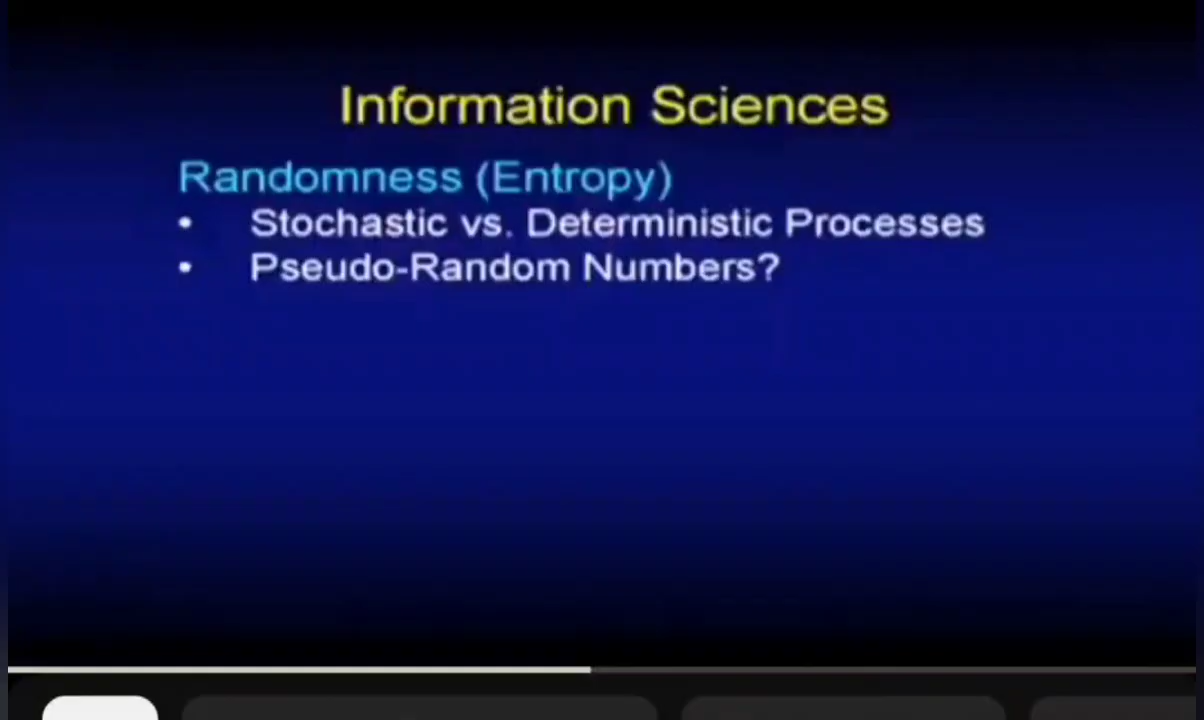 Information Sciences
Randomness (Entropy)
• Stochastic vs. Deterministic Processes
• Pseudo-Random Numbers?